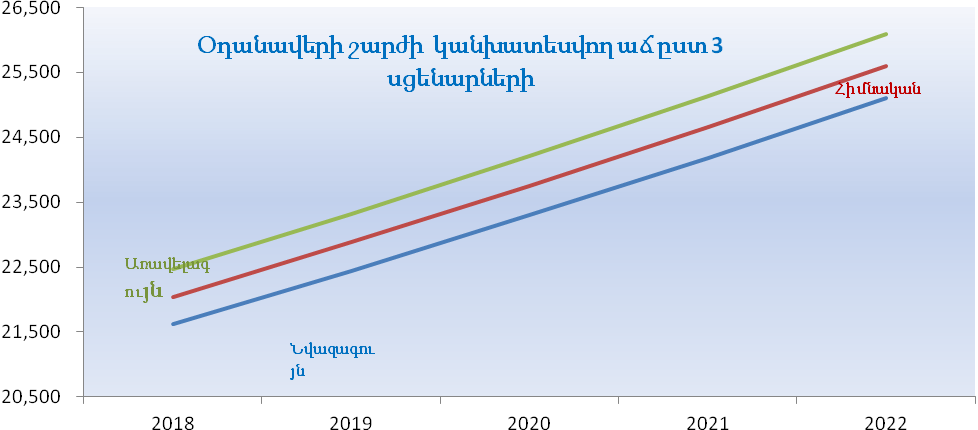 26,500
25,500
24,500
23,500
22,500
21,500
20,500
Օդանավերի շարժի կանխատեսվող աճ ըստ 3
սցենարների
Հիմնական
Առավելագ
ույն
Նվազագու
յն
2018 2019 2020 2021 2022